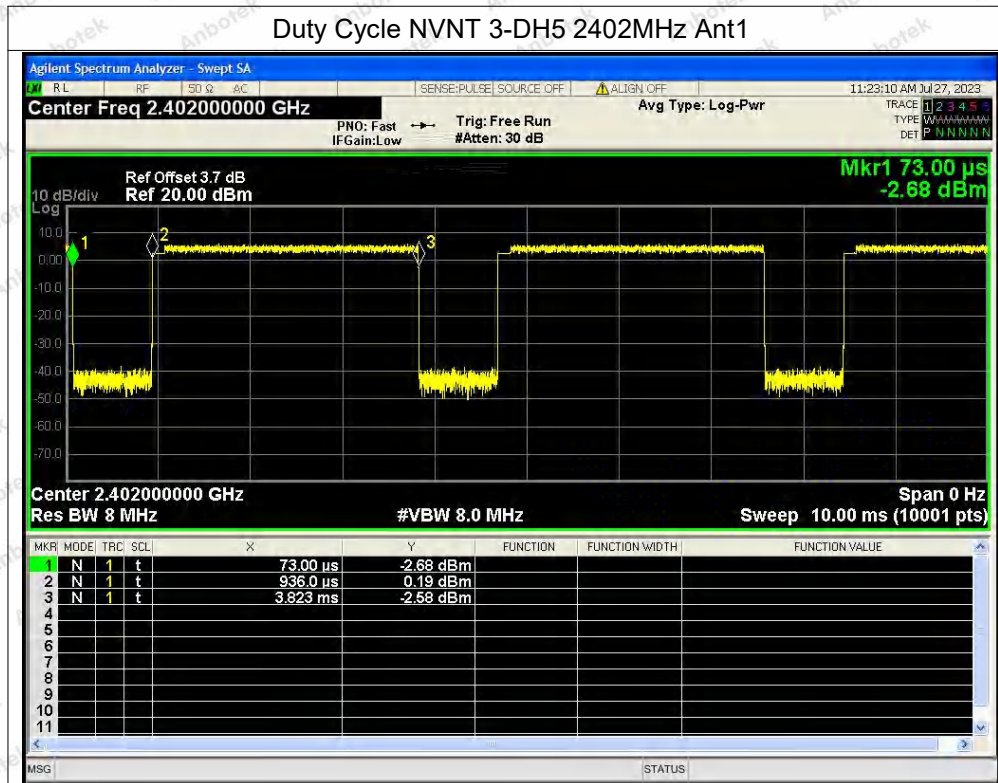 Duty Cycle NVNT 3-DH5 2402MHz Ant1
Agilent Spectrum Analyzer - Swept SA
LXI RL RF 50 Ω AC SENSE:PULSE SOURCE OFF ALIGN OFF 11:23:10 AM Jul 27, 2023
Center Freq 2.402000000 GHz Avg Type: Log-Pwr TRACE 1 2 3 4 5 6
PNO: Fast Trig: Free Run TYPE W
IFGain:Low #Atten: 30 dB DET P N N N N N
Mkr1 73.00 µs
Ref Offset 3.7 dB
10 dB/div Ref 20.00 dBm -2.68 dBm
Log
10.0
0.00
-10.0
-20.0
-30.0
-40.0
-50.0
-60.0
-70.0
1 2 3
Center 2.402000000 GHz Span 0 Hz
Res BW 8 MHz #VBW 8.0 MHz Sweep 10.00 ms (10001 pts)
MKR MODE TRC SCL X Y FUNCTION FUNCTION WIDTH FUNCTION VALUE
1 N 1 t 73.00 µs -2.68 dBm
2 N 1 t 936.0 µs 0.19 dBm
3 N 1 t 3.823 ms -2.58 dBm
4
5
6
7
8
9
10
11
MSG STATUS
Anbotek